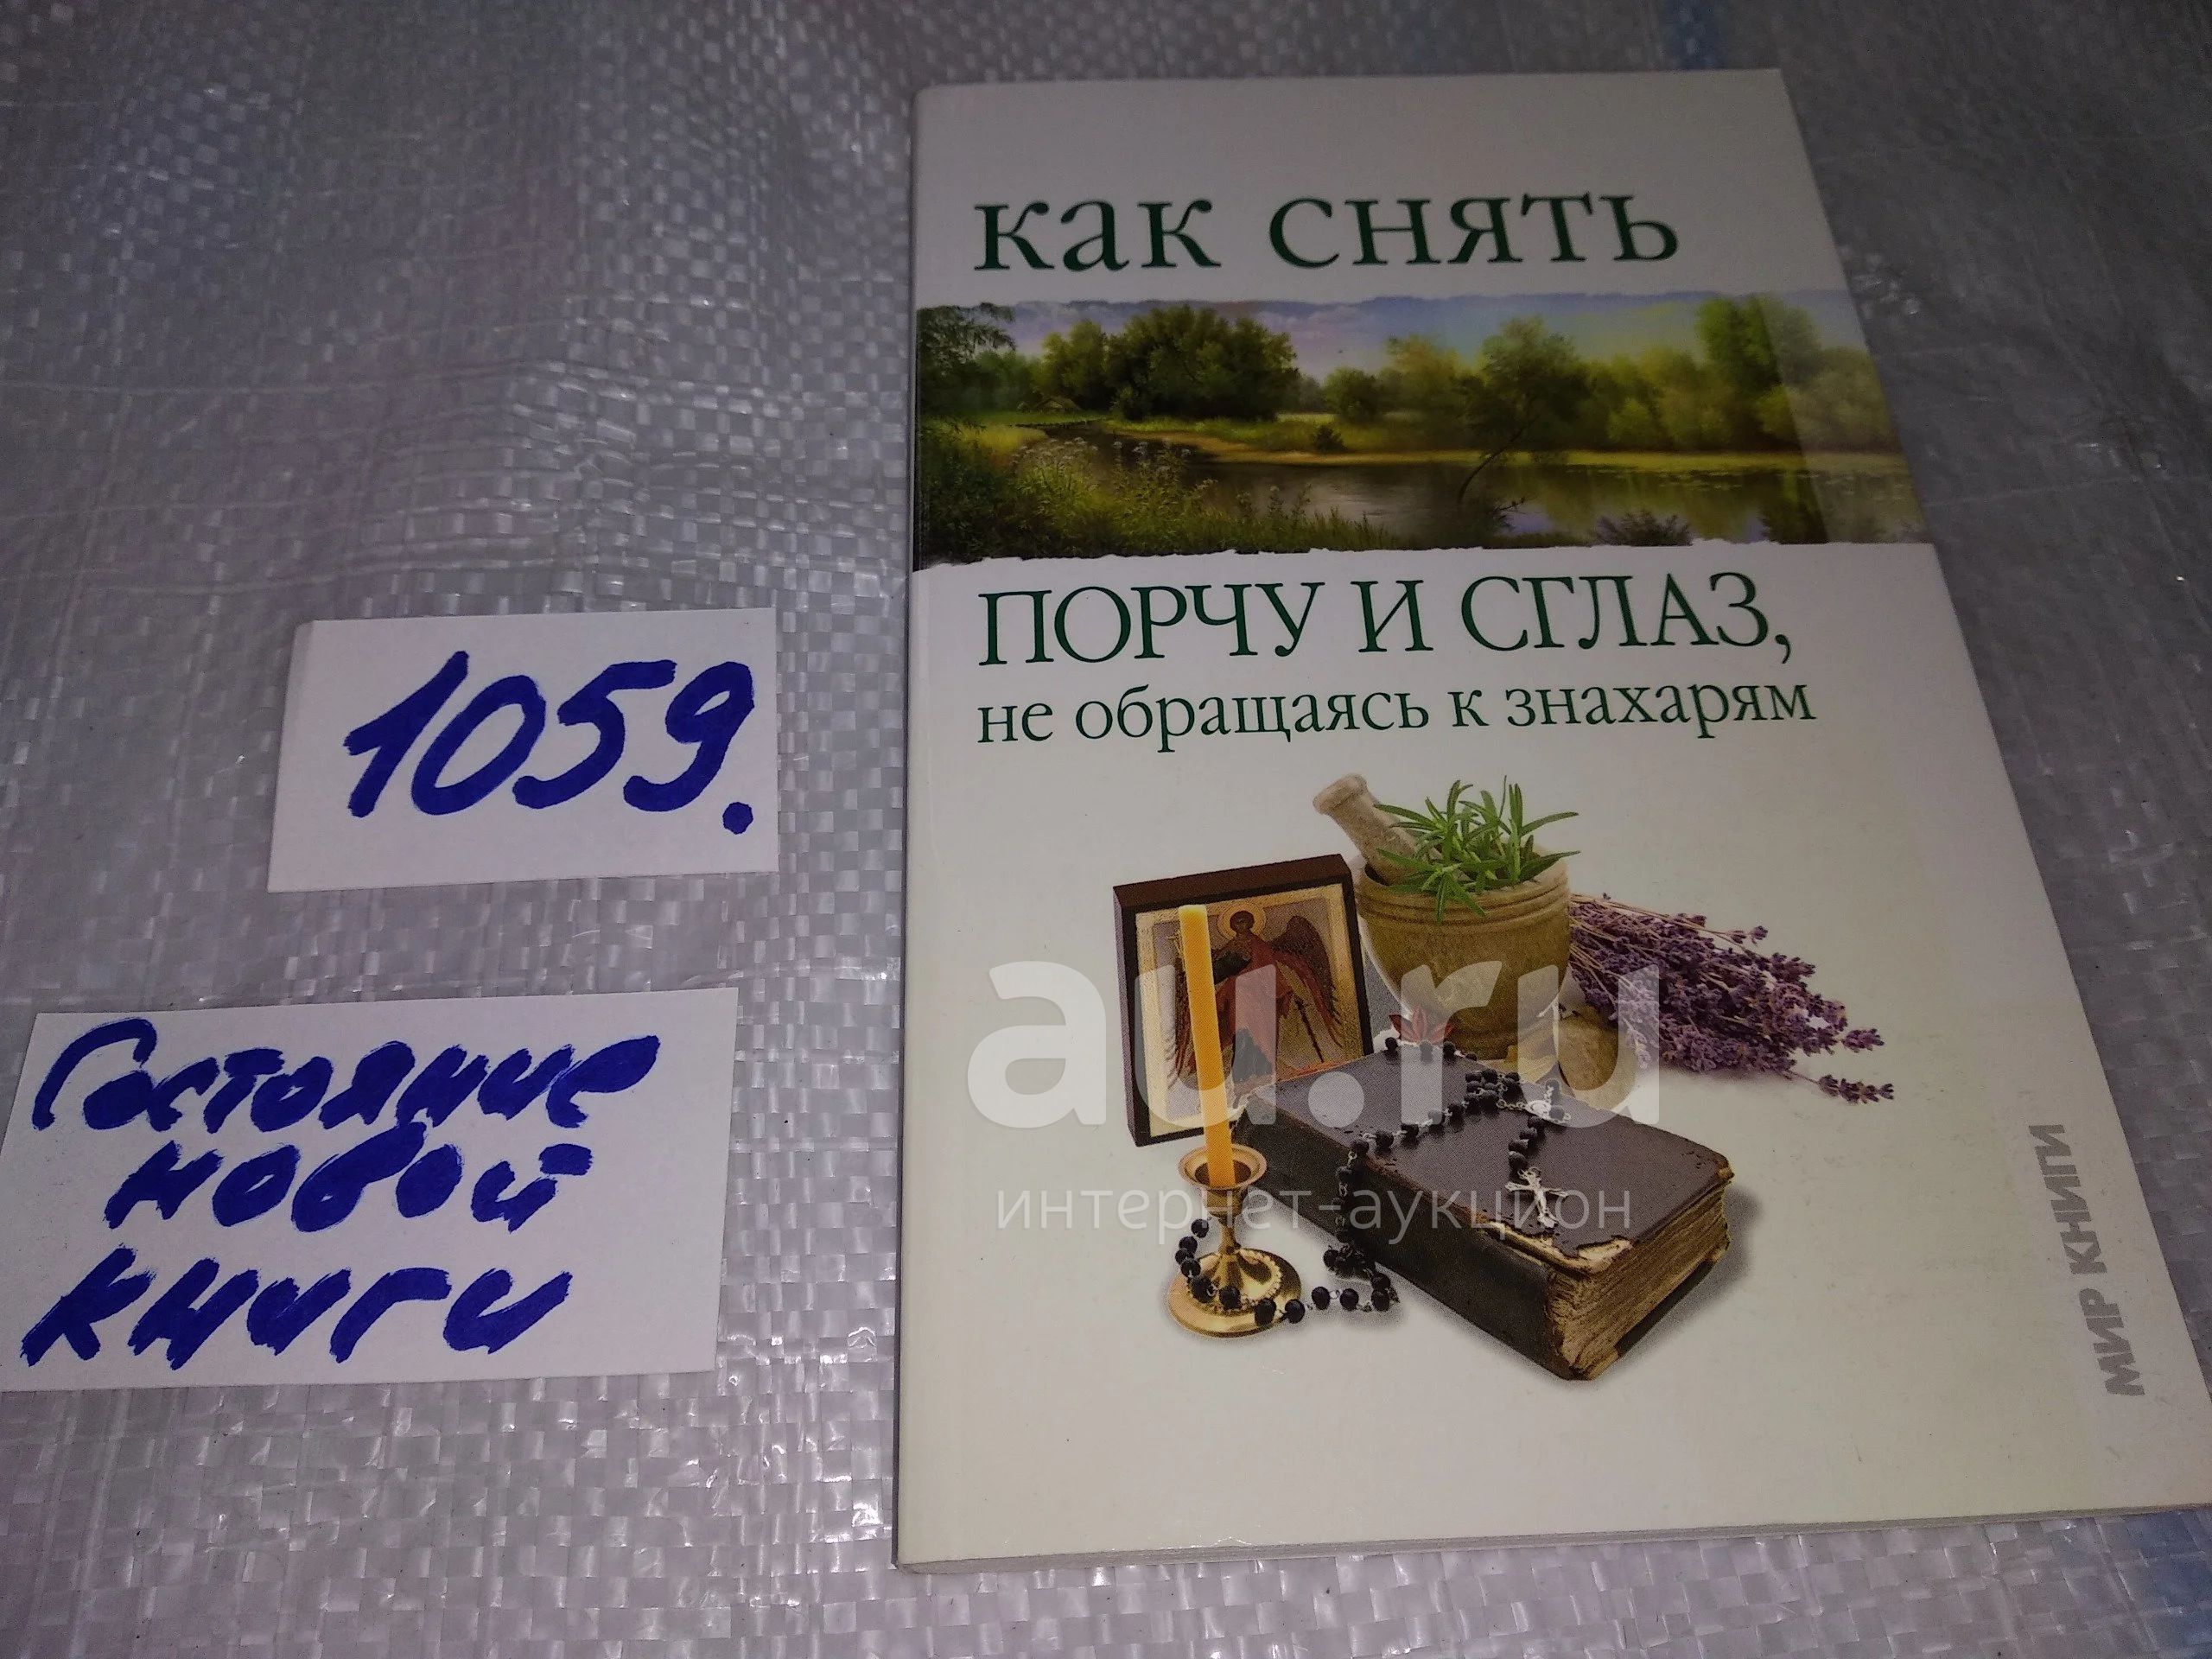 как снять
ПОРЧУ И СГЛАЗ,
не обращаясь к знахарям
1059.
Состояние
новой
книги
au.ru
интернет-аукцион
МИР КНИГИ